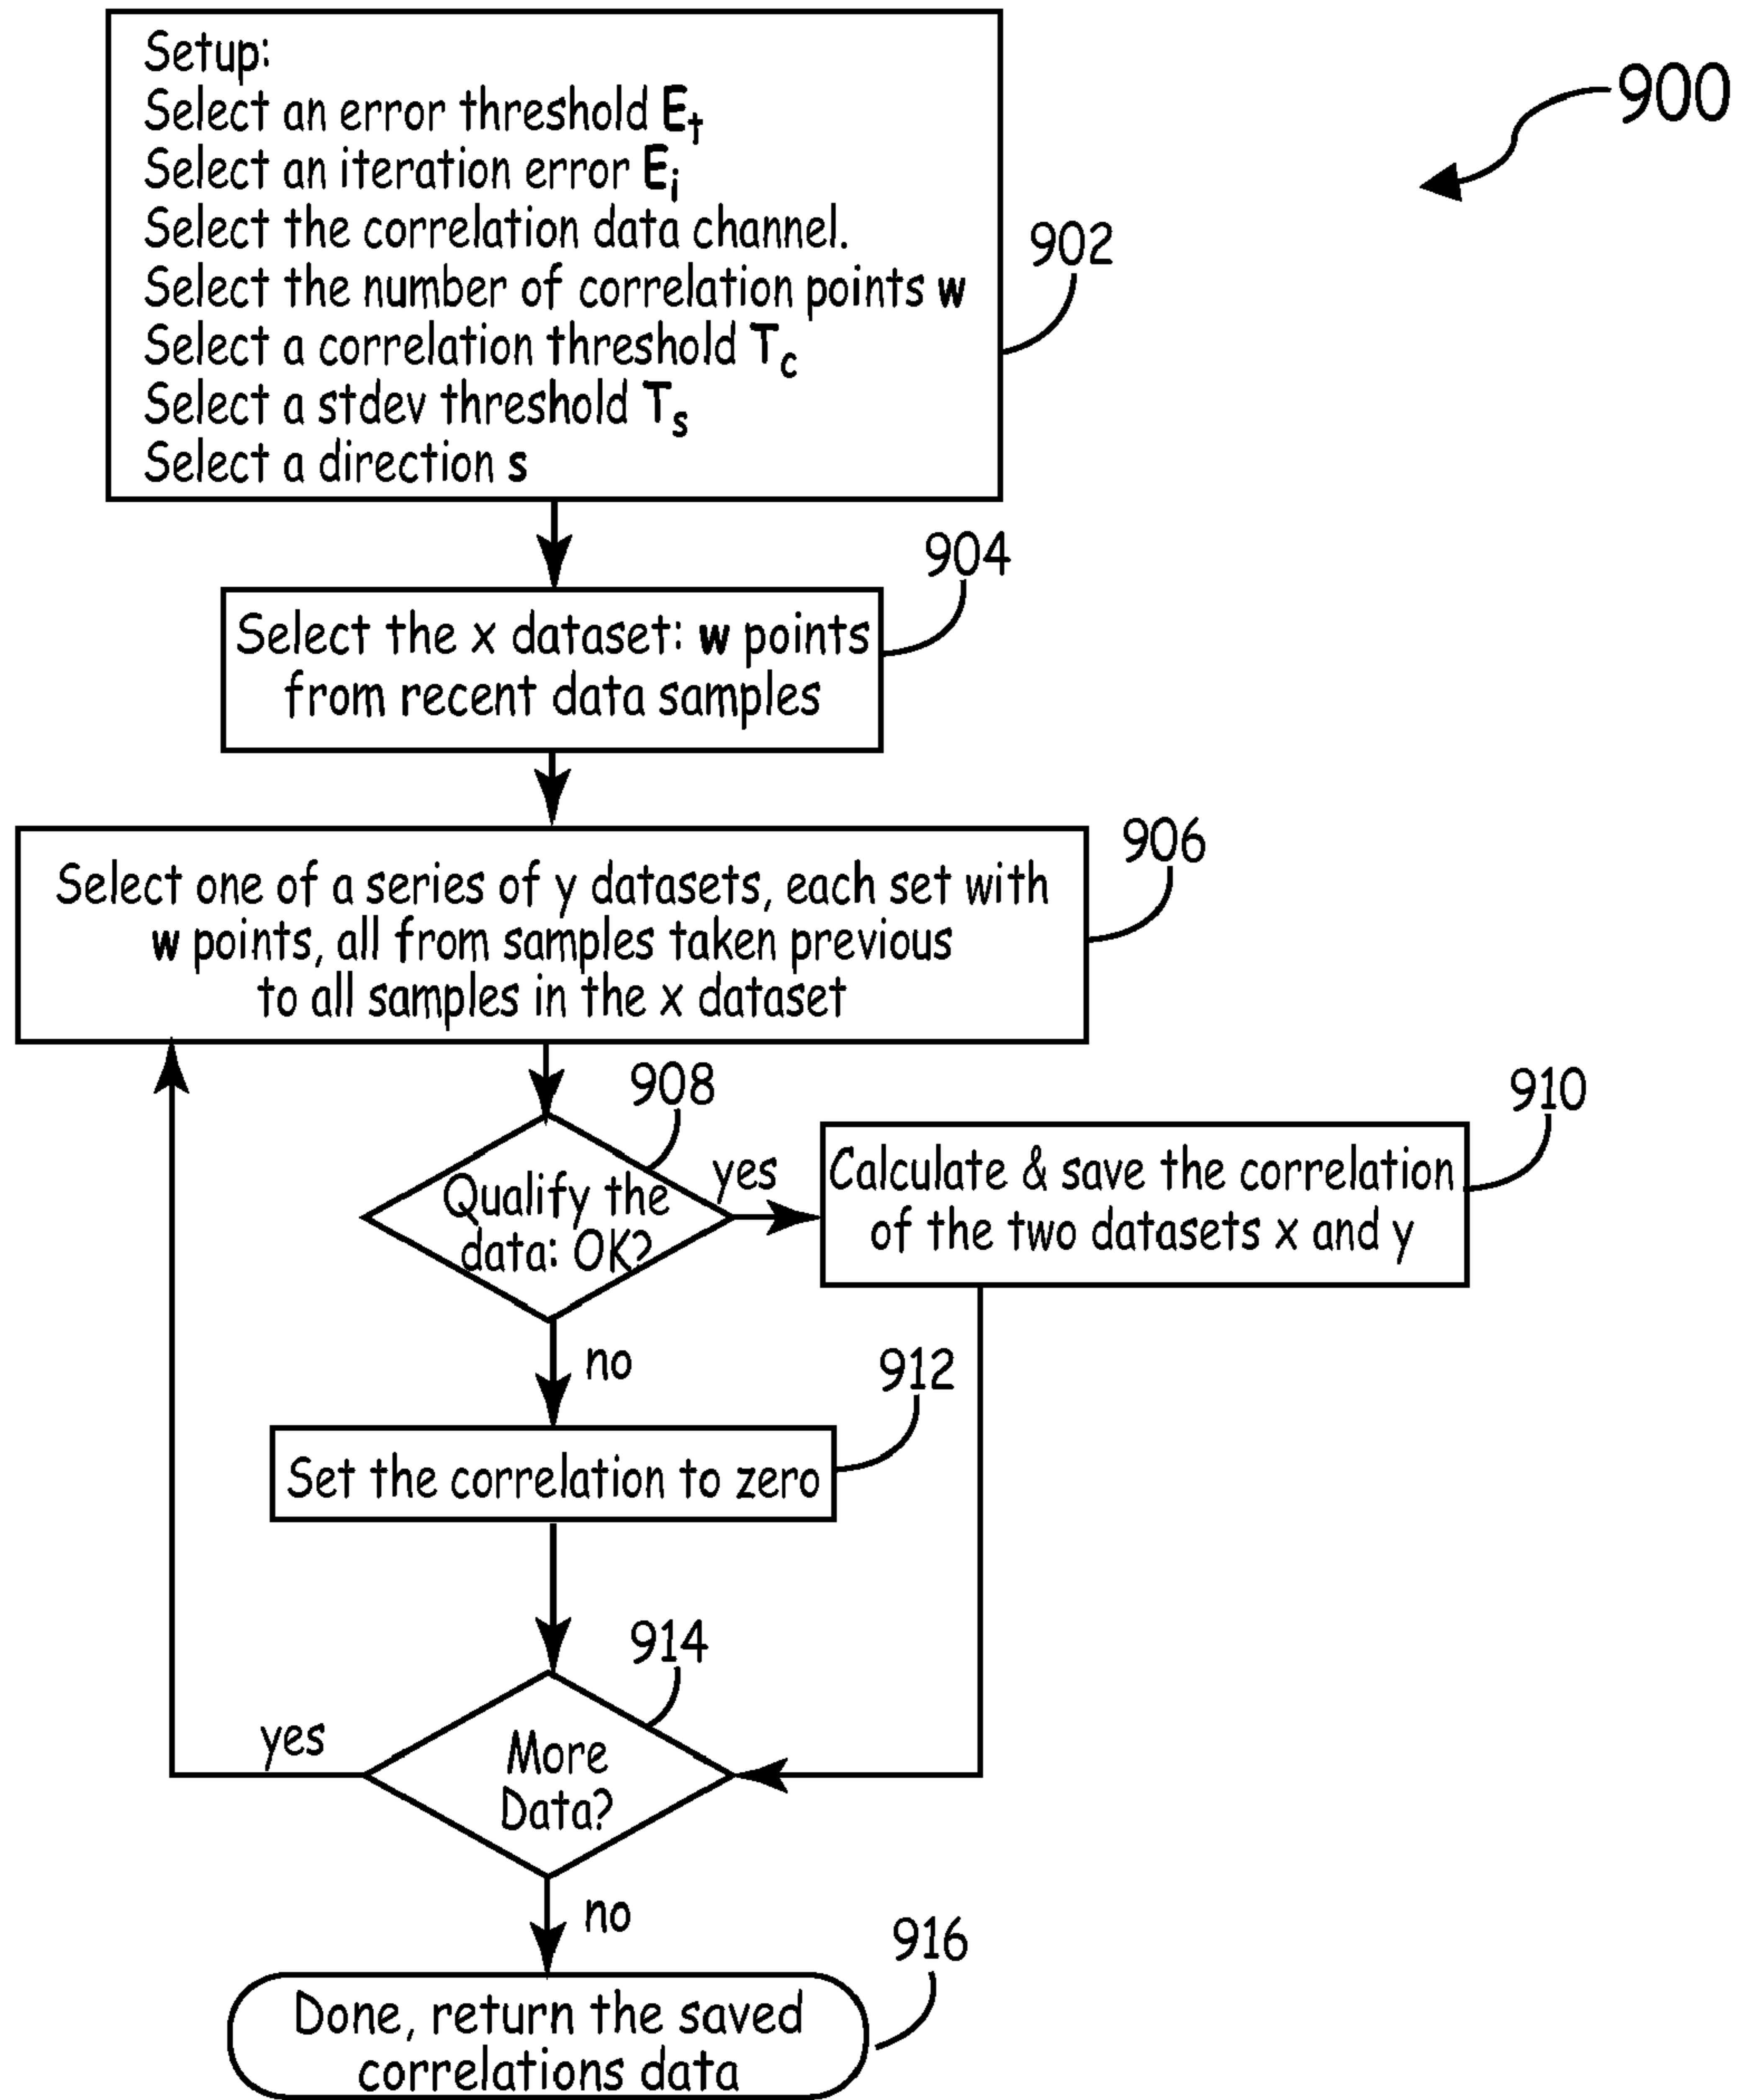 Setup:
Select an error threshold Et
Select an iteration error Ei
Select the correlation data channel.
Select the number of correlation points w
Select a correlation threshold Tc
Select a stdev threshold Ts
Select a direction s
900
902
904
Select the x dataset: w points
from recent data samples
906
Select one of a series of y datasets, each set with
w points, all from samples taken previous
to all samples in the x dataset
908
Qualify the
data: OK?
yes
910
Calculate & save the correlation
of the two datasets x and y
no
912
Set the correlation to zero
914
More
Data?
yes
no
916
Done, return the saved
correlations data